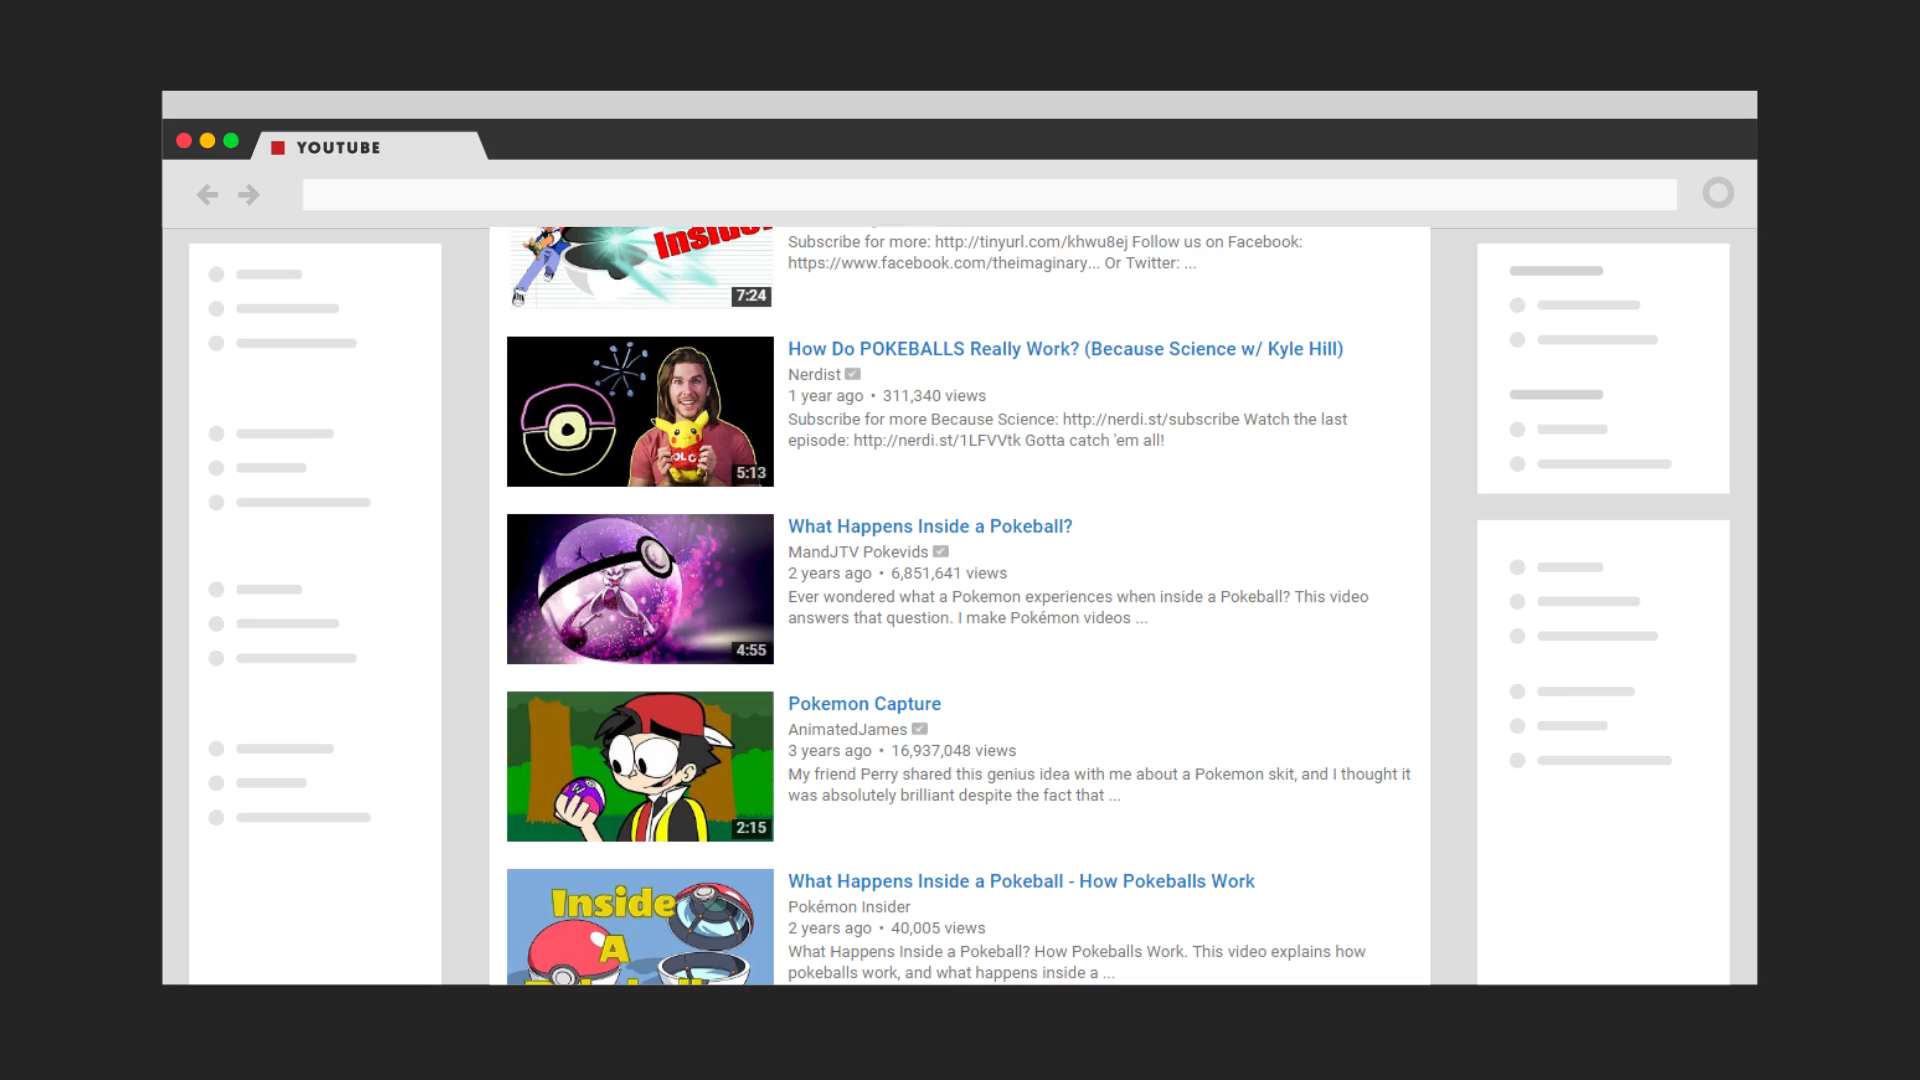 YOUTUBE
Inside!
Subscribe for more: http://tinyurl.com/khwu8ej Follow us on Facebook:
https://www.facebook.com/theimaginary... Or Twitter: ...
7:24
How Do POKEBALLS Really Work? (Because Science w/ Kyle Hill)
Nerdist
1 year ago • 311,340 views
Subscribe for more Because Science: http://nerdi.st/subscribe Watch the last
episode: http://nerdi.st/1LFVVtk Gotta catch 'em all!
5:13
What Happens Inside a Pokeball?
MandJTV Pokevids
2 years ago • 6,851,641 views
Ever wondered what a Pokemon experiences when inside a Pokeball? This video
answers that question. I make Pokémon videos ...
4:55
Pokemon Capture
AnimatedJames
3 years ago • 16,937,048 views
My friend Perry shared this genius idea with me about a Pokemon skit, and I thought it
was absolutely brilliant despite the fact that ...
2:15
What Happens Inside a Pokeball - How Pokeballs Work
Pokémon Insider
2 years ago • 40,005 views
What Happens Inside a Pokeball? How Pokeballs Work. This video explains how
pokeballs work, and what happens inside a ...
Inside
A